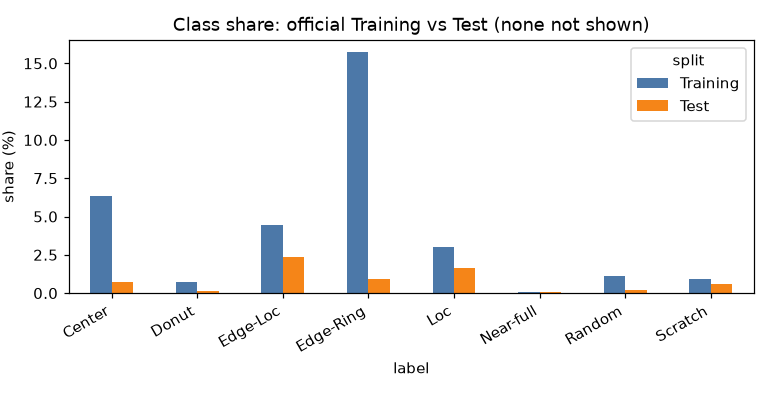 Class share: official Training vs Test (none not shown)
split
Training
Test
share (%)
15.0
12.5
10.0
7.5
5.0
2.5
0.0
Center
Donut
Edge-Loc
Edge-Ring
Loc
Near-full
Random
Scratch
label